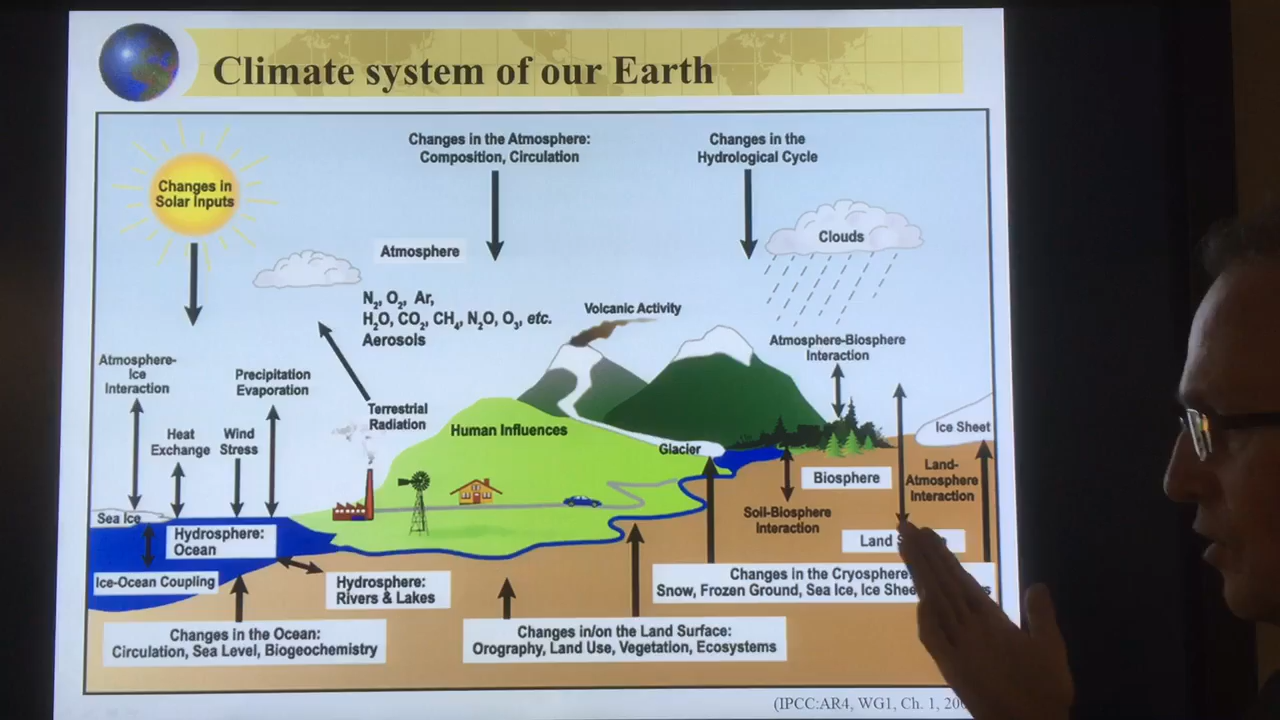 Climate system of our Earth
Changes in the Atmosphere:
Composition, Circulation
Changes in the
Hydrological Cycle
Changes in
Solar Inputs
Clouds
Atmosphere
N₂, O₂, Ar,
H₂O, CO₂, CH₄, N₂O, O₃, etc.
Aerosols
Volcanic Activity
Atmosphere-Biosphere
Interaction
Atmosphere-
Ice
Interaction
Precipitation
Evaporation
Terrestrial
Radiation
Heat
Exchange
Wind
Stress
Human Influences
Glacier
Ice Sheet
Land-
Atmosphere
Interaction
Biosphere
Soil-Biosphere
Interaction
Land
Sea Ice
Hydrosphere:
Ocean
Ice-Ocean Coupling
Hydrosphere:
Rivers & Lakes
Changes in the Cryosphere:
Snow, Frozen Ground, Sea Ice, Ice
Changes in the Ocean:
Circulation, Sea Level, Biogeochemistry
Changes in/on the Land Surface:
Orography, Land Use, Vegetation, Ecosystems
(IPCC:AR4, WG1, Ch. 1,